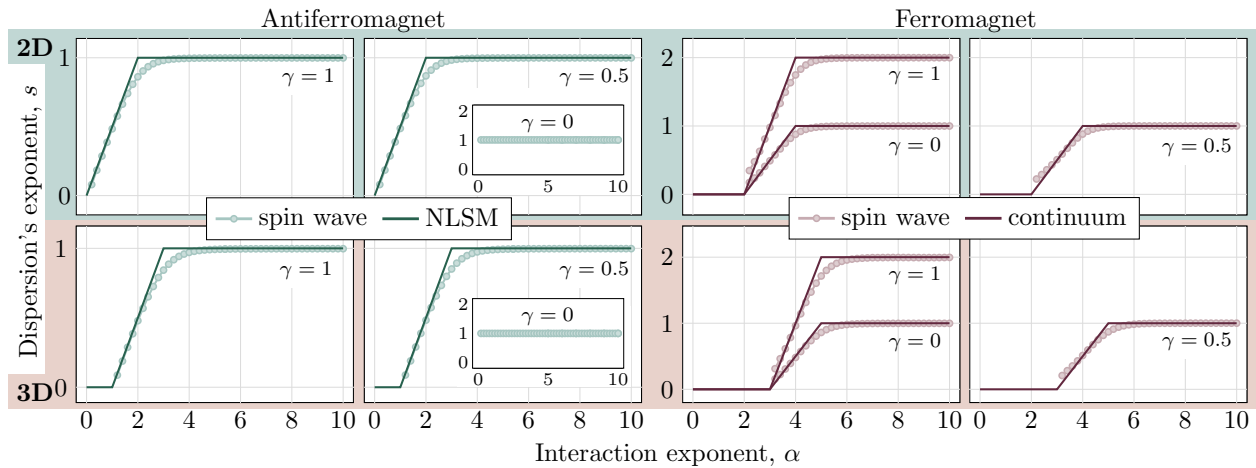 Antiferromagnet
Ferromagnet
Dispersion's exponent, s
2D
1
0
γ = 1
γ = 0.5
2
1
0
γ = 0
0 5 10
2
1
0
γ = 1
γ = 0
γ = 0.5
spin wave NLSM
spin wave continuum
3D
1
0
γ = 1
γ = 0.5
2
1
0
γ = 0
0 5 10
2
1
0
γ = 1
γ = 0
γ = 0.5
0 2 4 6 8 10
0 2 4 6 8 10
0 2 4 6 8 10
0 2 4 6 8 10
Interaction exponent, α